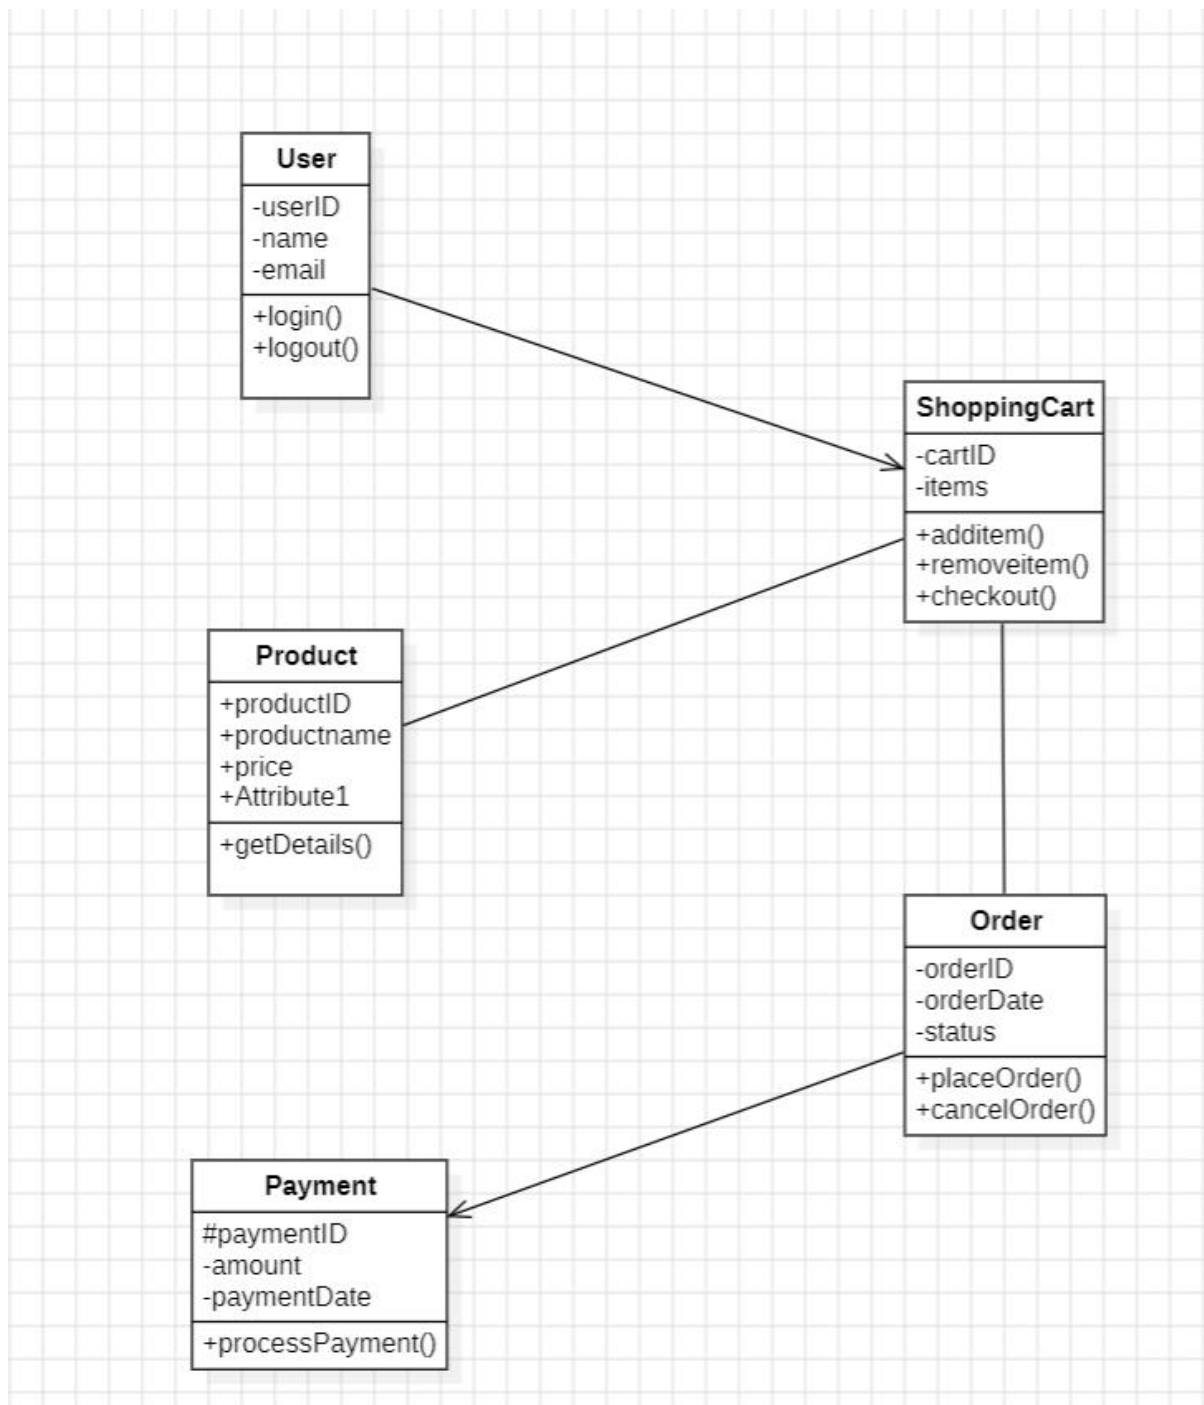 User
-userID
-name
-email
+login()
+logout()
ShoppingCart
-cartID
-items
+additem()
+removeitem()
+checkout()
Product
+productID
+productname
+price
+Attribute1
+getDetails()
Order
-orderID
-orderDate
-status
+placeOrder()
+cancelOrder()
Payment
#paymentID
-amount
-paymentDate
+processPayment()